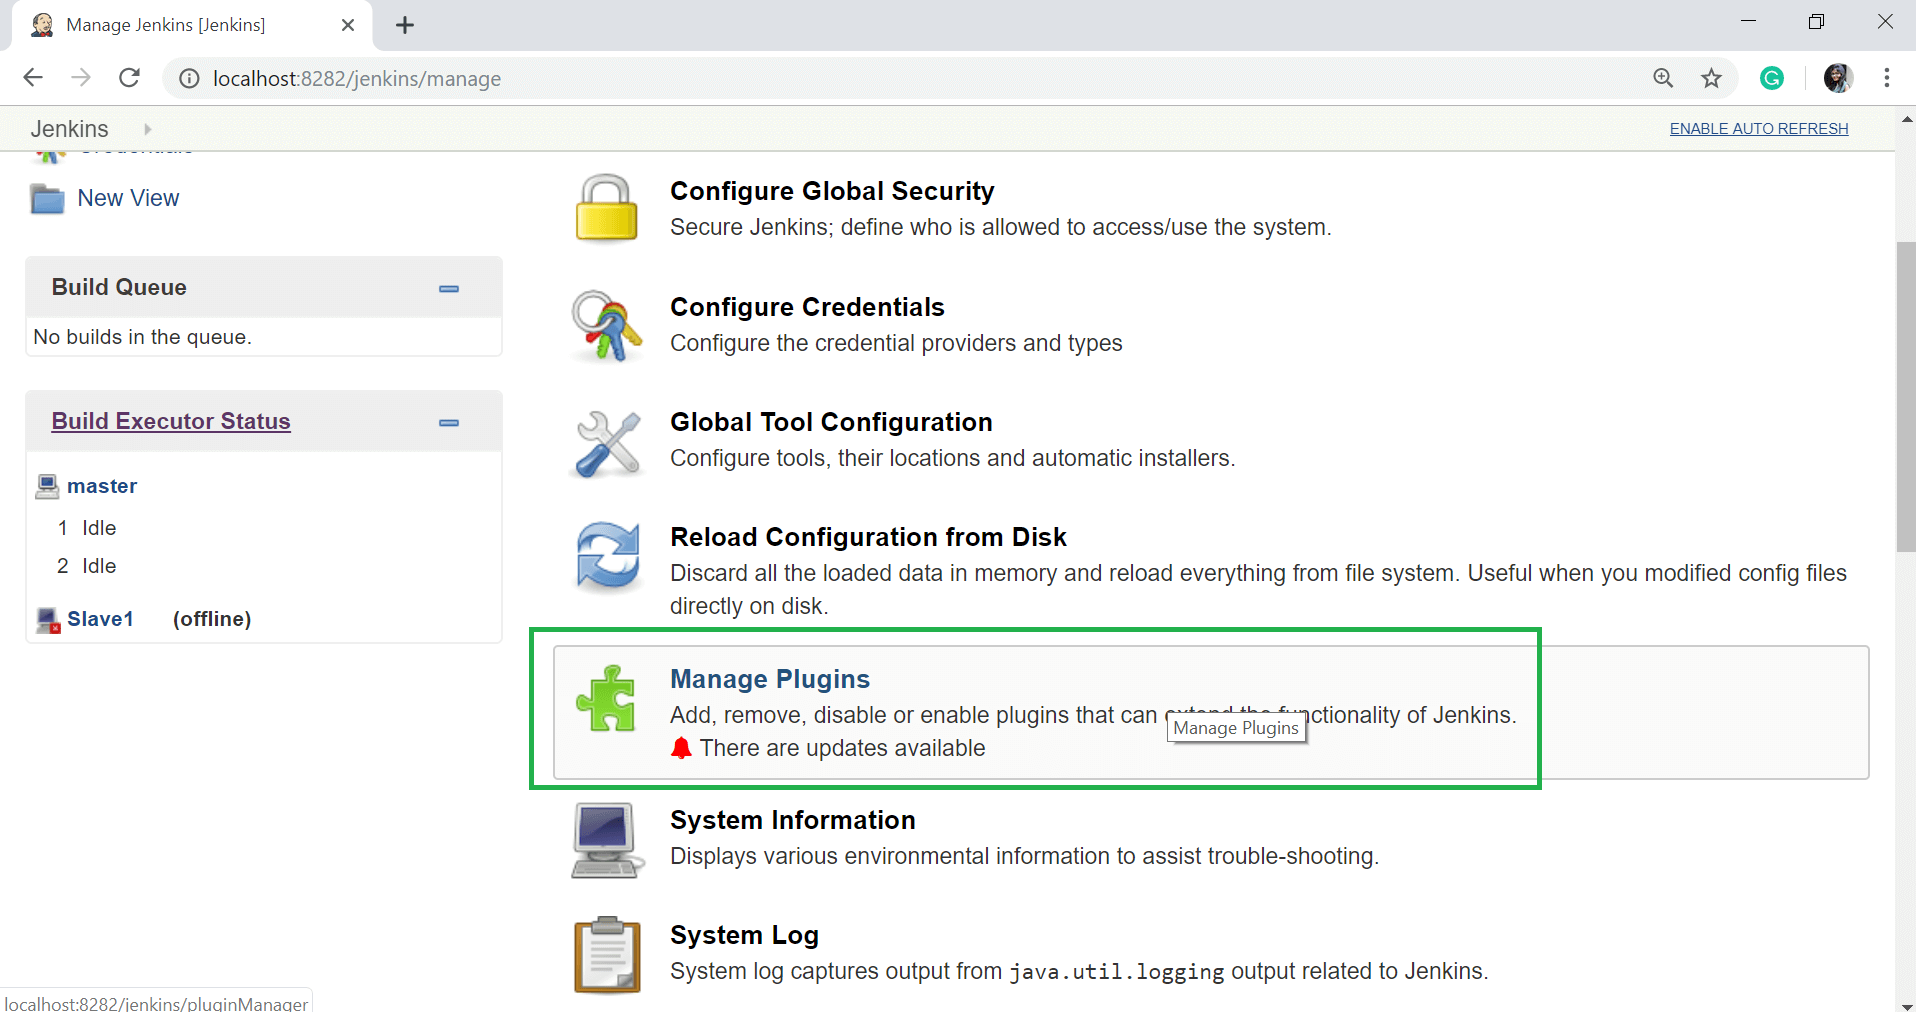 Manage Jenkins [Jenkins]
localhost:8282/jenkins/manage
Jenkins
ENABLE AUTO REFRESH
Credentials
New View
Build Queue
No builds in the queue.
Build Executor Status
master
1 Idle
2 Idle
Slave1 (offline)
Configure Global Security
Secure Jenkins; define who is allowed to access/use the system.
Configure Credentials
Configure the credential providers and types
Global Tool Configuration
Configure tools, their locations and automatic installers.
Reload Configuration from Disk
Discard all the loaded data in memory and reload everything from file system. Useful when you modified config files
directly on disk.
Manage Plugins
Add, remove, disable or enable plugins that can extend the functionality of Jenkins.
Manage Plugins
There are updates available
System Information
Displays various environmental information to assist trouble-shooting.
System Log
System log captures output from java.util.logging output related to Jenkins.
localhost:8282/jenkins/pluginManager